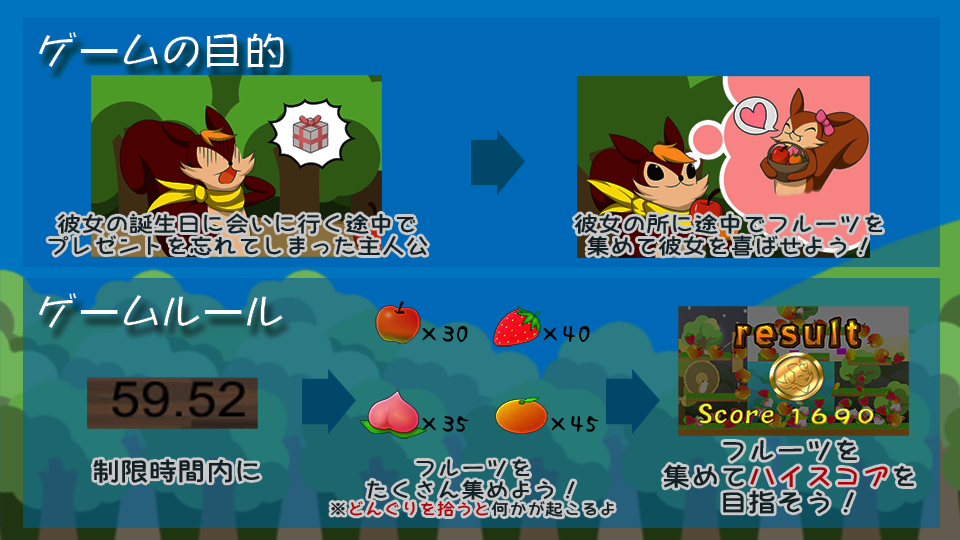 ゲームの目的
彼女の誕生日に会いに行く途中で
プレゼントを忘れてしまった主人公
彼女の所に途中でフルーツを
集めて彼女を喜ばせよう！
ゲームルール
59.52
制限時間内に
×30
×40
×35
×45
フルーツを
たくさん集めよう！
※どんぐりを拾うと何かが起こるよ
result
Score 1690
フルーツを
集めてハイスコアを
目指そう！